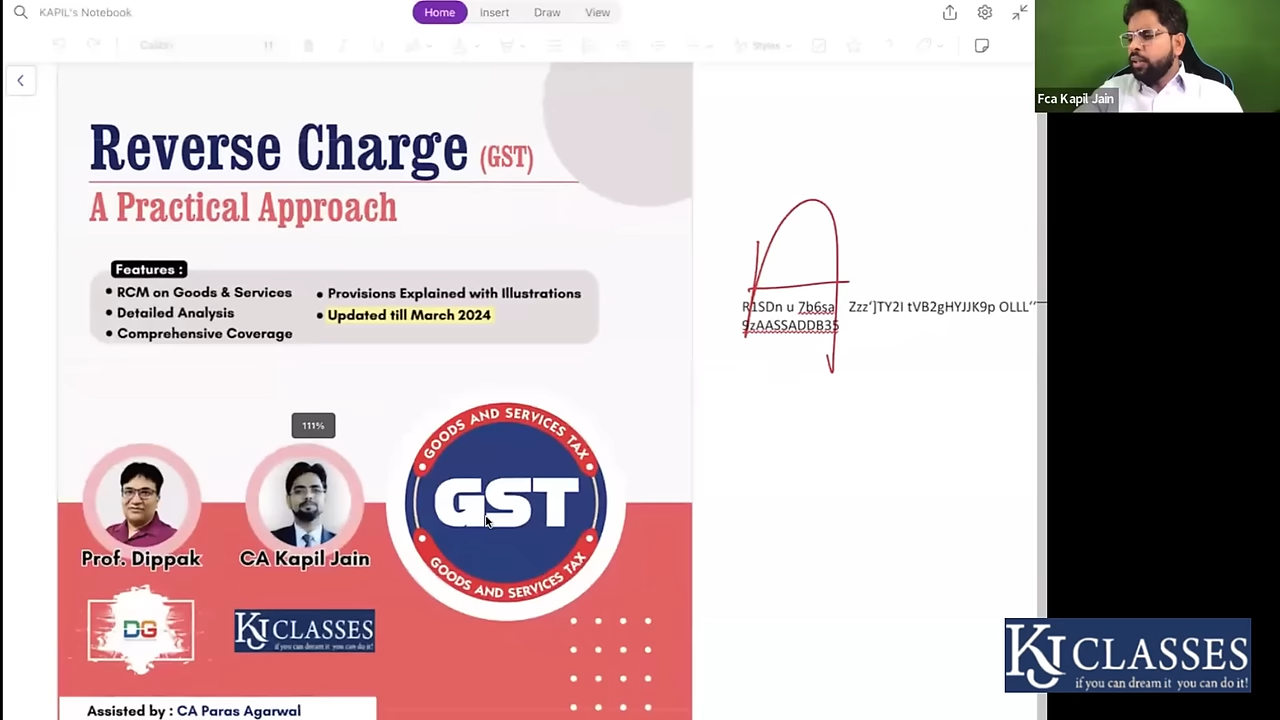 KAPIL's Notebook
Home Insert Draw View
Calibri 11
Styles
Fca Kapil Jain
Reverse Charge (GST)
A Practical Approach
Features :
• RCM on Goods & Services
• Detailed Analysis
• Comprehensive Coverage
• Provisions Explained with Illustrations
• Updated till March 2024
A
R1SDn u 7b6sa Zzz‘]TY2I tVB2gHYJJK9p OLLL‘’
9zAASSADDB35
111%
GOODS AND SERVICES TAX
GST
GOODS AND SERVICES TAX
Prof. Dippak
CA Kapil Jain
DG
KJ CLASSES
if you can dream it you can do it!
Assisted by : CA Paras Agarwal
KJ CLASSES
if you can dream it you can do it!